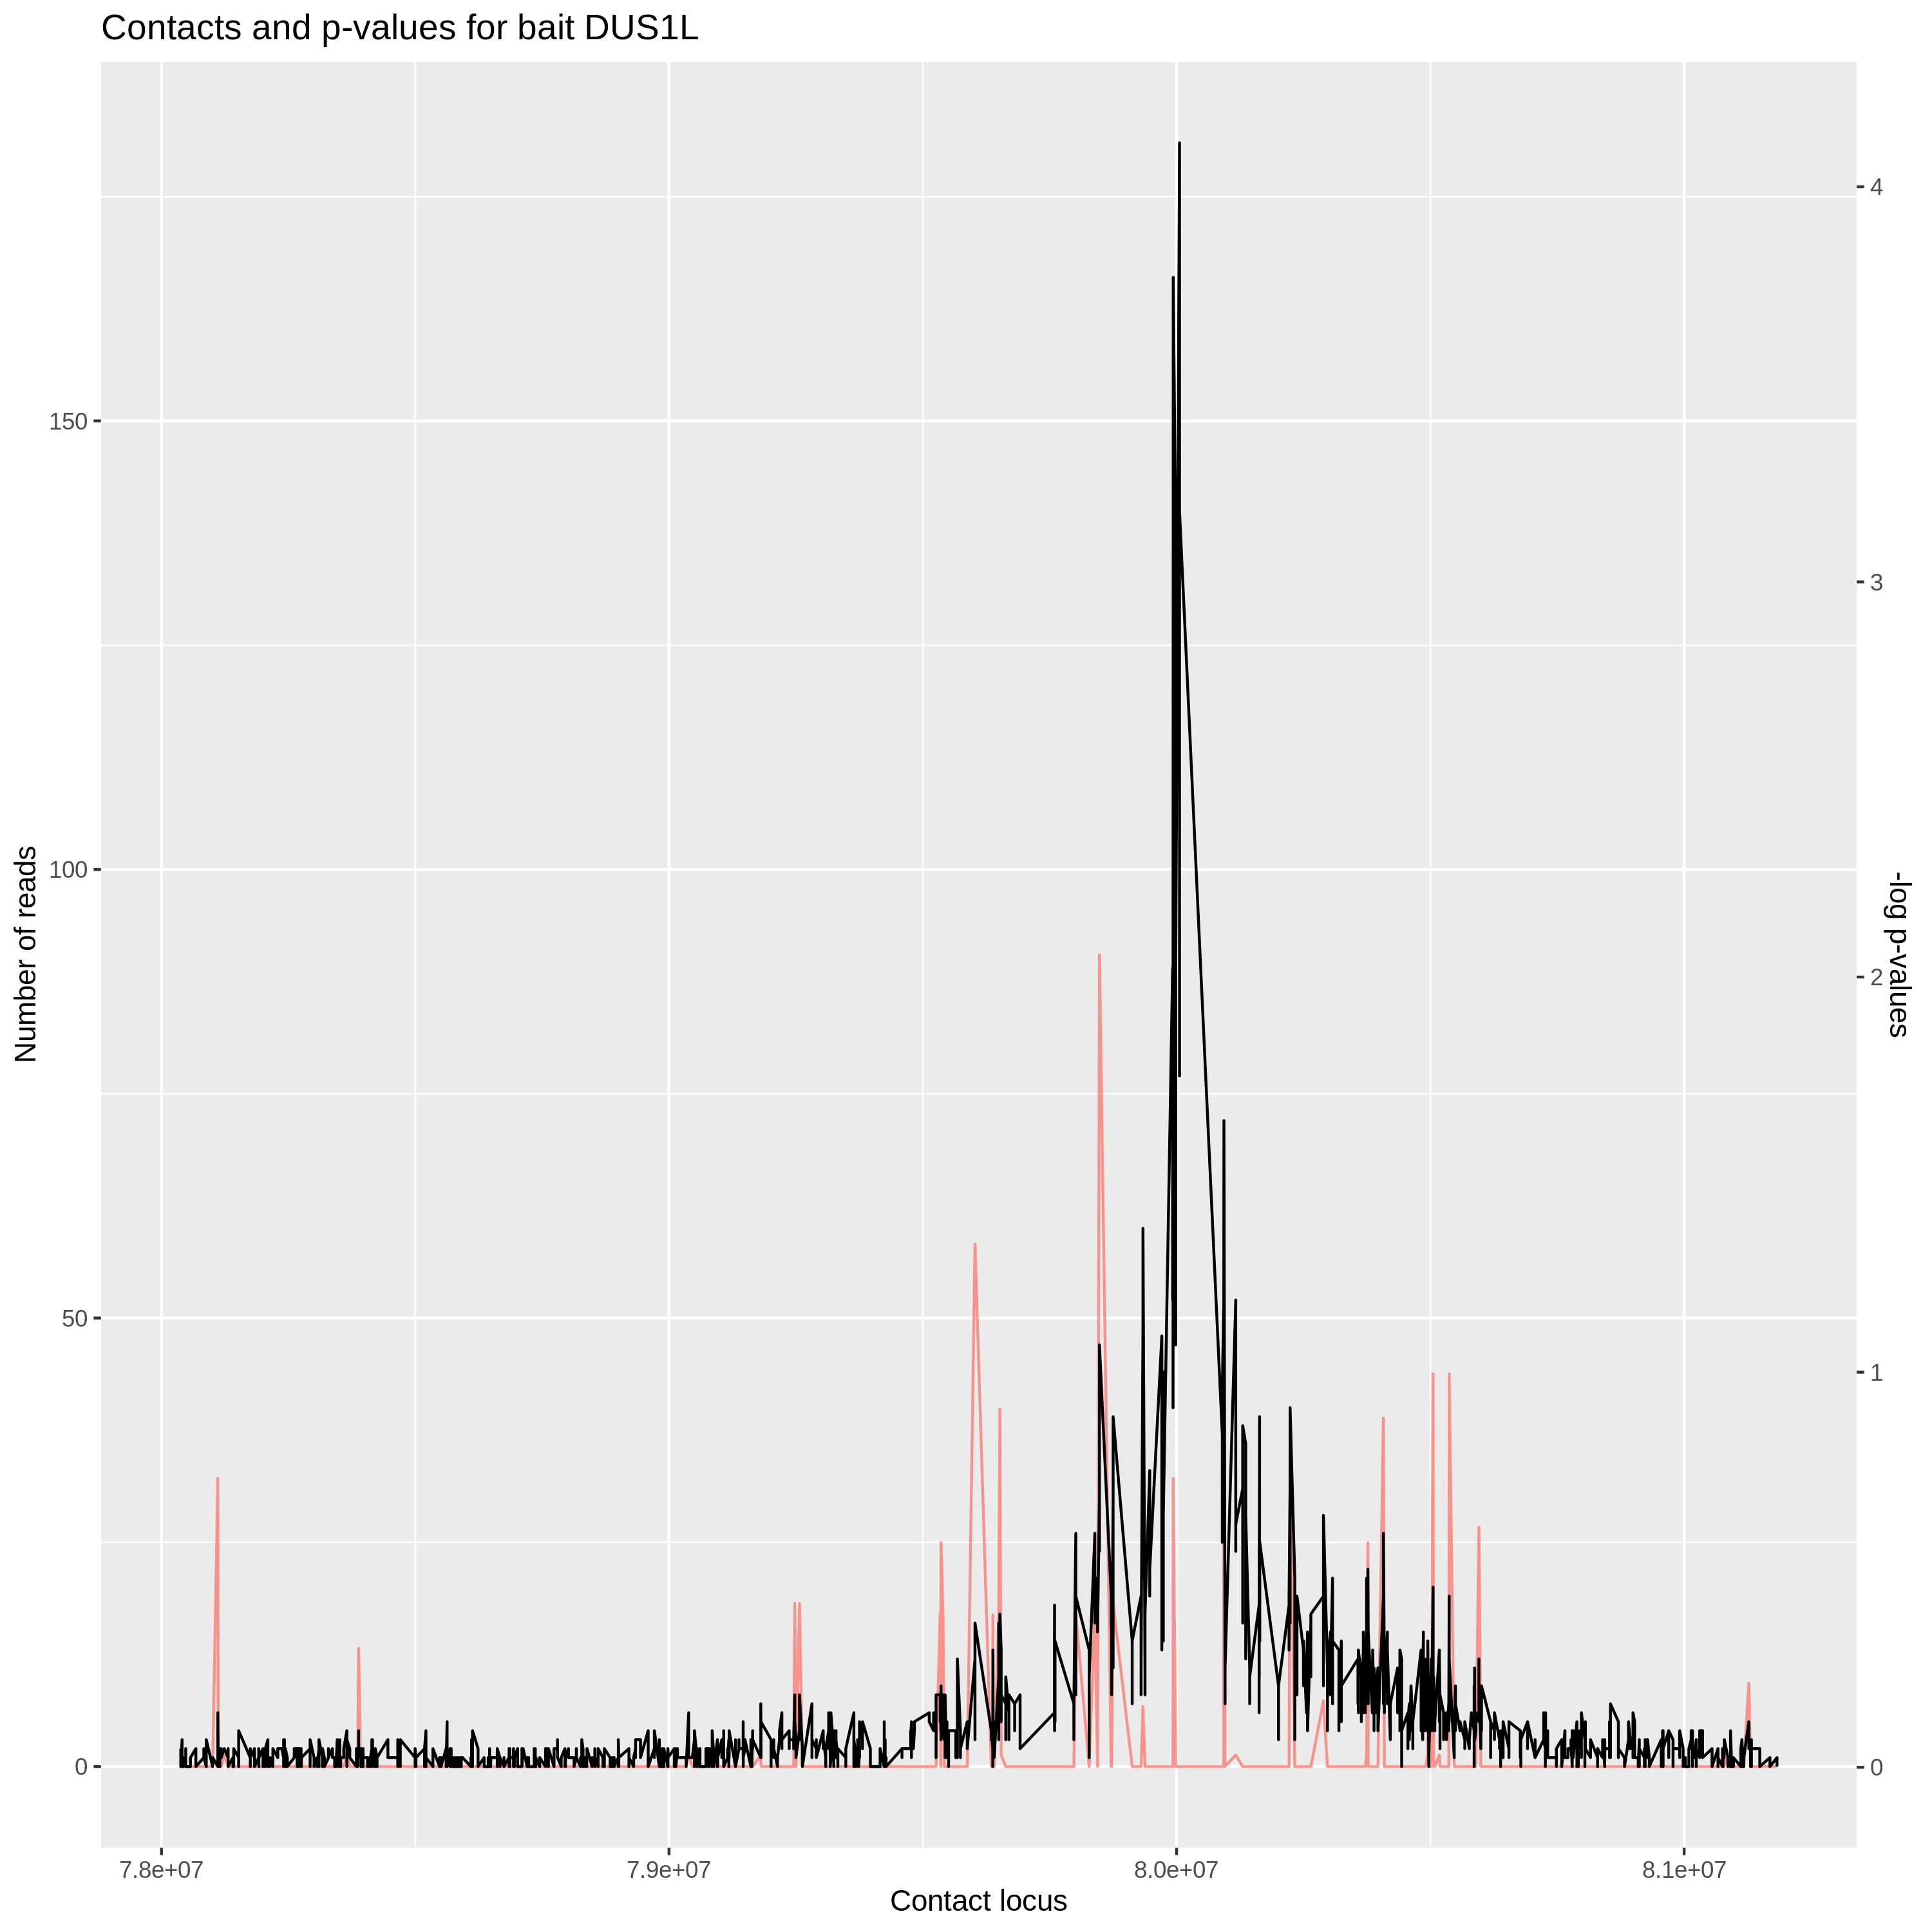 Contacts and p-values for bait DUS1L
Number of reads
150
100
50
0
4
3
2
1
0
-log p-values
7.8e+07
7.9e+07
8.0e+07
8.1e+07
Contact locus